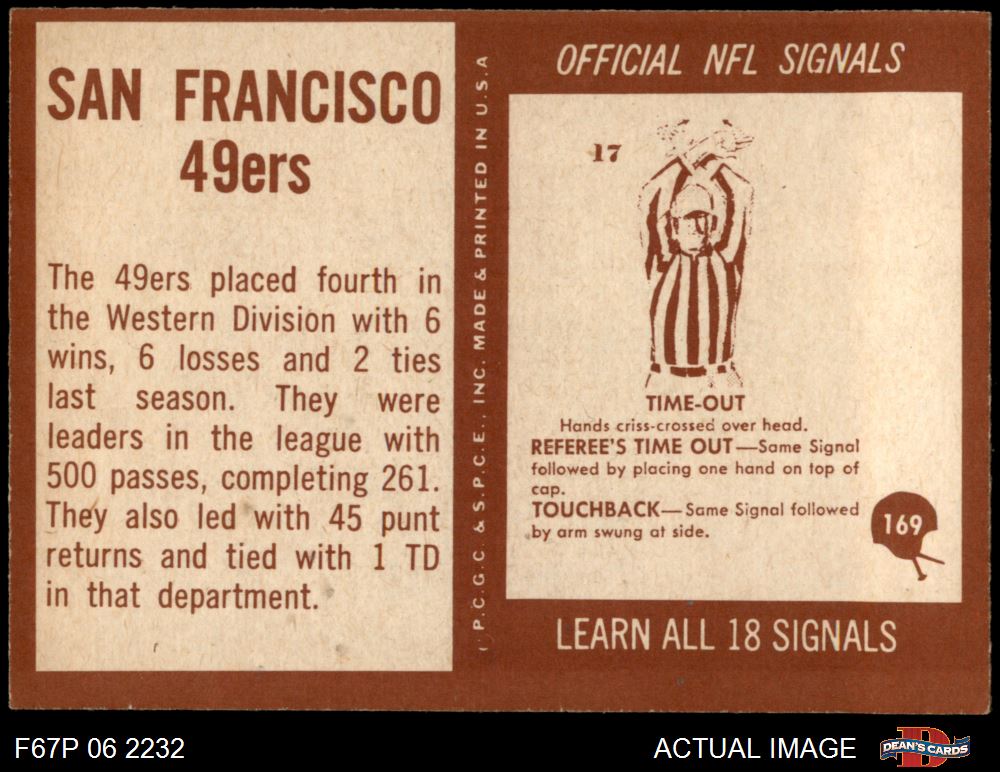 SAN FRANCISCO
49ers
The 49ers placed fourth in
the Western Division with 6
wins, 6 losses and 2 ties
last season. They were
leaders in the league with
500 passes, completing 261.
They also led with 45 punt
returns and tied with 1 TD
in that department.
P.C.G.C. & S.P.C.E., INC. MADE & PRINTED IN U.S.A
OFFICIAL NFL SIGNALS
17
TIME-OUT
Hands criss-crossed over head.
REFEREE'S TIME OUT—Same Signal
followed by placing one hand on top of
cap.
TOUCHBACK—Same Signal followed
by arm swung at side.
169
LEARN ALL 18 SIGNALS
F67P 06 2232
ACTUAL IMAGE
D
DEAN'S CARDS